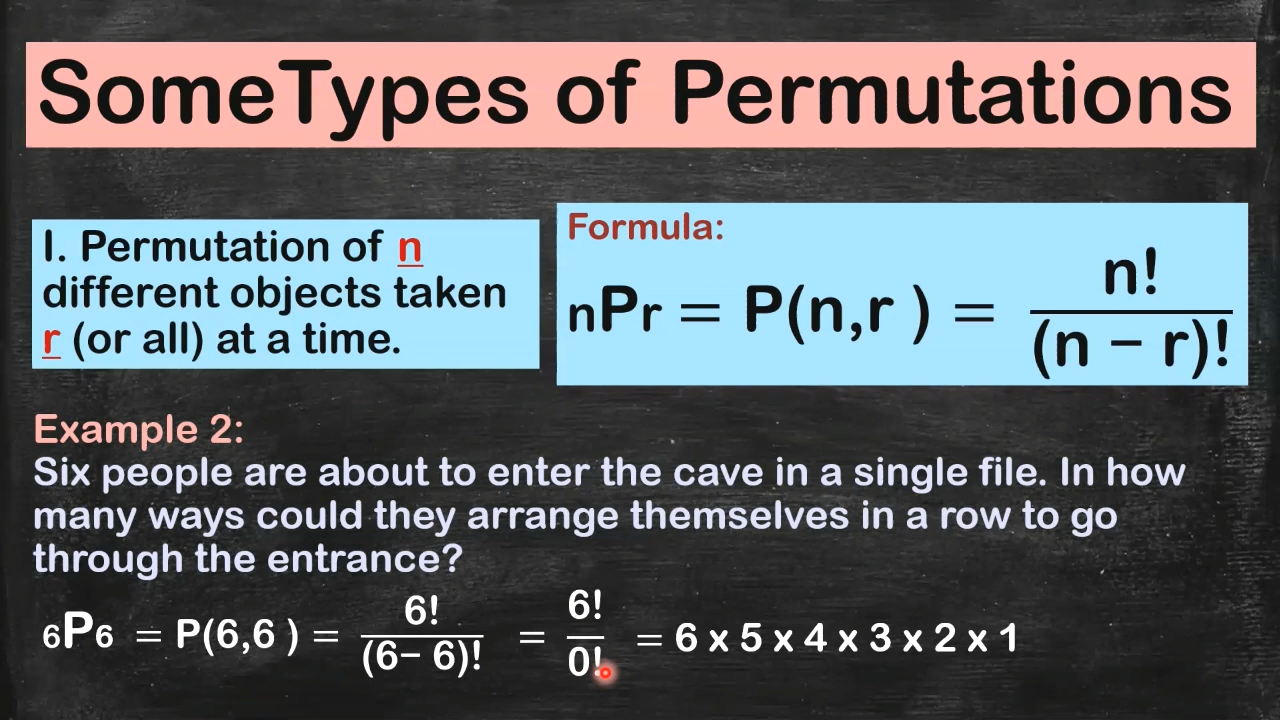 SomeTypes of Permutations
I. Permutation of n
different objects taken
r (or all) at a time.
Formula:
nPr = P(n,r ) = n! / (n − r)!
Example 2:
Six people are about to enter the cave in a single file. In how
many ways could they arrange themselves in a row to go
through the entrance?
6P6 = P(6,6 ) = 6! / (6− 6)! = 6! / 0! = 6 x 5 x 4 x 3 x 2 x 1